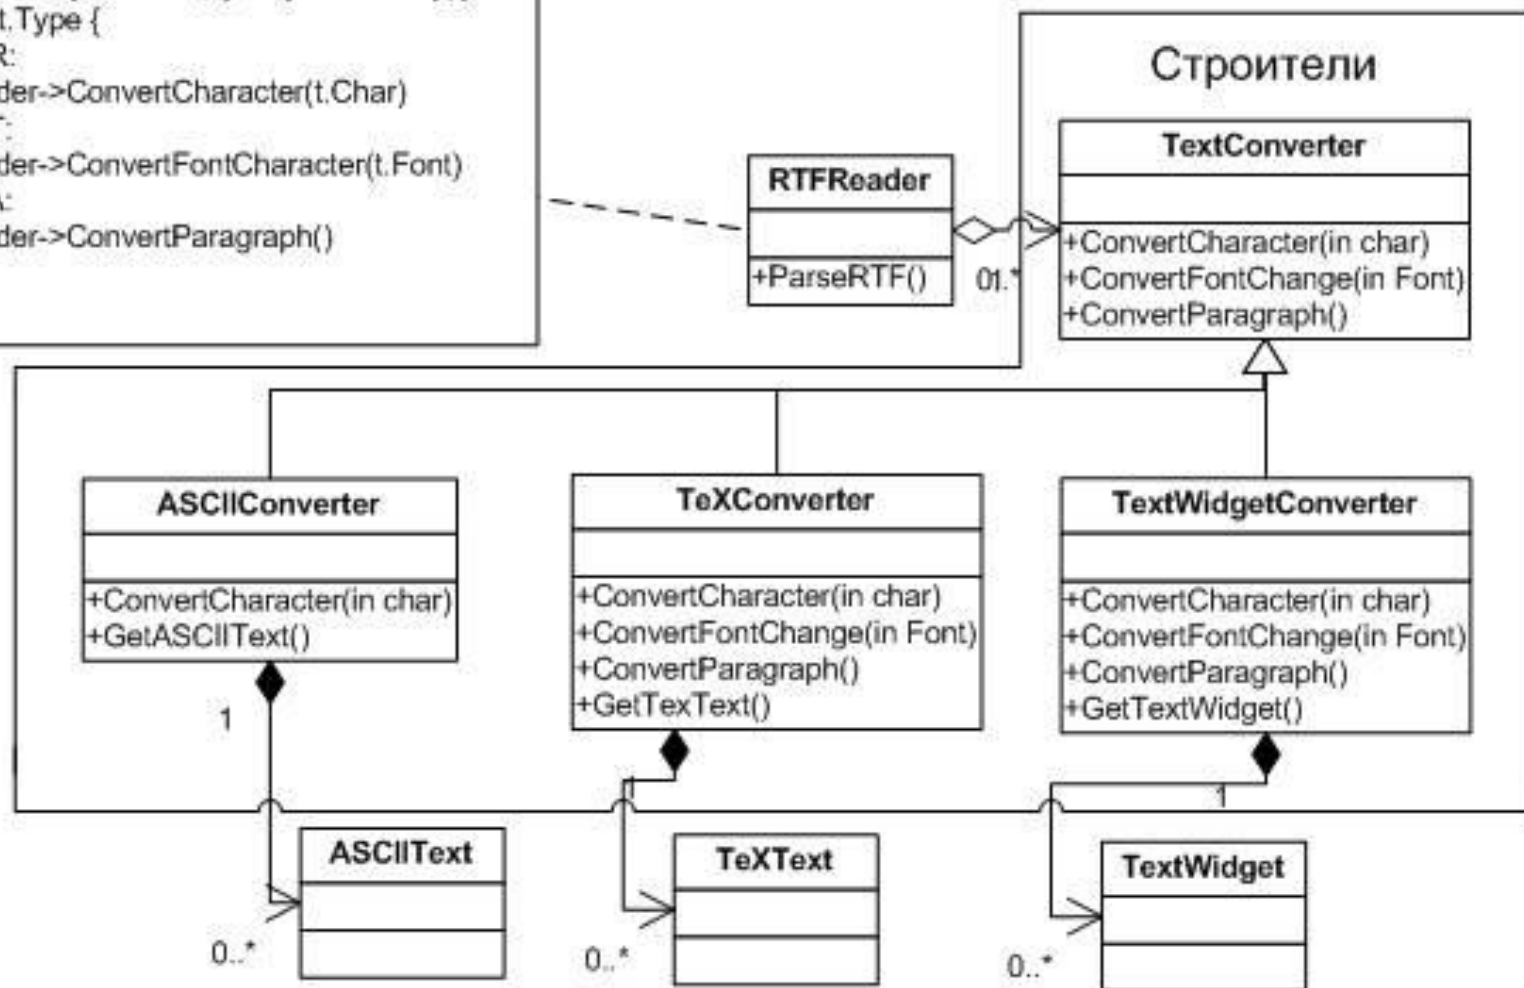 t.Type {
R:
der->ConvertCharacter(t.Char)
T:
der->ConvertFontCharacter(t.Font)
A:
der->ConvertParagraph()
Строители
RTFReader
+ParseRTF()
TextConverter
+ConvertCharacter(in char)
+ConvertFontChange(in Font)
+ConvertParagraph()
ASCIIConverter
+ConvertCharacter(in char)
+GetASCIIText()
TeXConverter
+ConvertCharacter(in char)
+ConvertFontChange(in Font)
+ConvertParagraph()
+GetTexText()
TextWidgetConverter
+ConvertCharacter(in char)
+ConvertFontChange(in Font)
+ConvertParagraph()
+GetTextWidget()
1
1
1
ASCIIText
0..*
TeXText
0..*
TextWidget
0..*